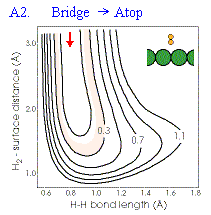 A2. Bridge → Atop
H2 - surface distance (Å)
3.0
2.0
1.0
0.3
0.7
1.1
0.6 0.8 1.0 1.2 1.4 1.6 1.8
H-H bond length (Å)